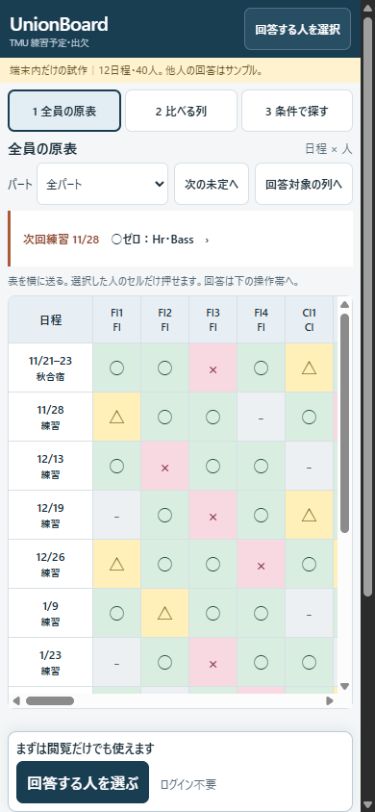 UnionBoard
TMU 練習予定・出欠
回答する人を選択
端末内だけの試作｜12日程・40人。他人の回答はサンプル。
1 全員の原表 2 比べる列 3 条件で探す
全員の原表 日程 × 人
パート 全パート 次の未定へ 回答対象の列へ
次回練習 11/28 ○ゼロ：Hr・Bass ›
表を横に送る。選択した人のセルだけ押せます。回答は下の操作帯へ。
日程 Fl1 Fl2 Fl3 Fl4 Cl1
Fl Fl Fl Fl Cl
11/21–23 ○ ○ × ○ △
秋合宿
11/28 △ ○ ○ – ○
練習
12/13 ○ × ○ ○ –
練習
12/19 – ○ × ○ △
練習
12/26 △ ○ ○ × ○
練習
1/9 ○ △ ○ ○ –
練習
1/23 – ○ × ○ ○
練習
まずは閲覧だけでも使えます
回答する人を選ぶ ログイン不要